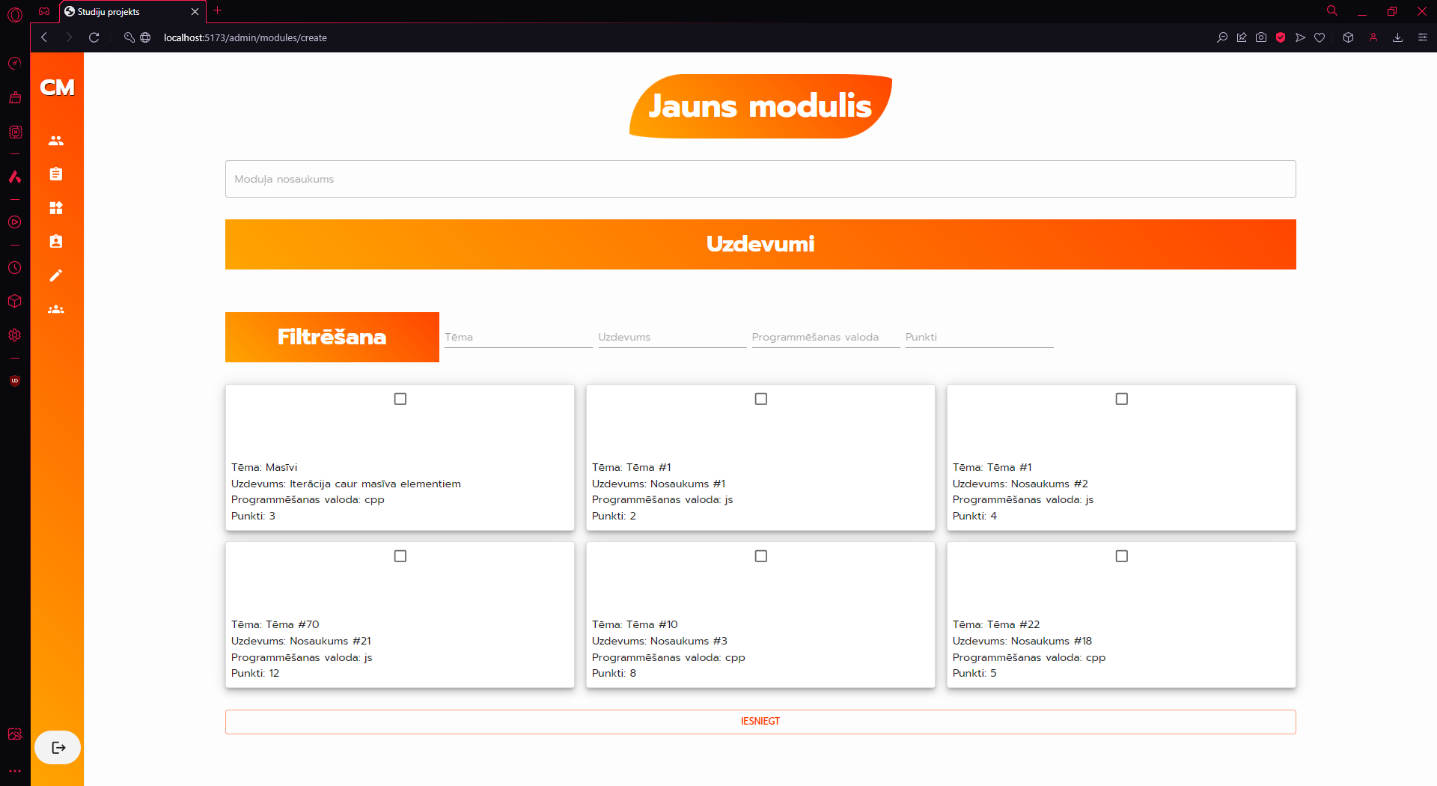 Studiju projekts
localhost:5173/admin/modules/create
CM
Jauns modulis
Moduļa nosaukums
Uzdevumi
Filtrēšana
Tēma
Uzdevums
Programmēšanas valoda
Punkti
Tēma: Masīvi
Uzdevums: Iterācija caur masīva elementiem
Programmēšanas valoda: cpp
Punkti: 3
Tēma: Tēma #1
Uzdevums: Nosaukums #1
Programmēšanas valoda: js
Punkti: 2
Tēma: Tēma #1
Uzdevums: Nosaukums #2
Programmēšanas valoda: js
Punkti: 4
Tēma: Tēma #70
Uzdevums: Nosaukums #21
Programmēšanas valoda: js
Punkti: 12
Tēma: Tēma #10
Uzdevums: Nosaukums #3
Programmēšanas valoda: cpp
Punkti: 8
Tēma: Tēma #22
Uzdevums: Nosaukums #18
Programmēšanas valoda: cpp
Punkti: 5
IESNIEGT